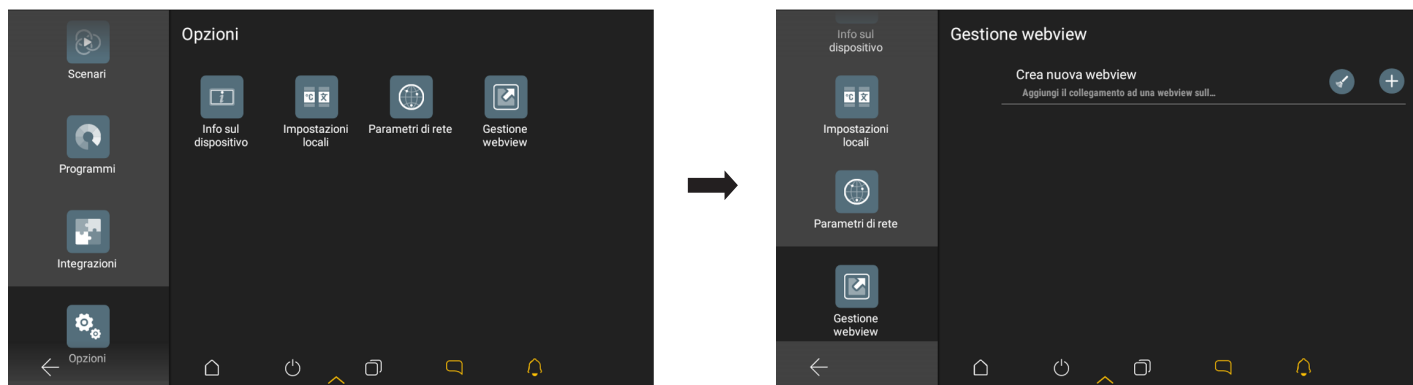 Opzioni
Scenari
Programmi
Integrazioni
Opzioni
Info sul
dispositivo
Impostazioni
locali
Parametri di rete
Gestione
webview
Gestione webview
Info sul
dispositivo
Impostazioni
locali
Parametri di rete
Gestione
webview
Crea nuova webview
Aggiungi il collegamento ad una webview sull...